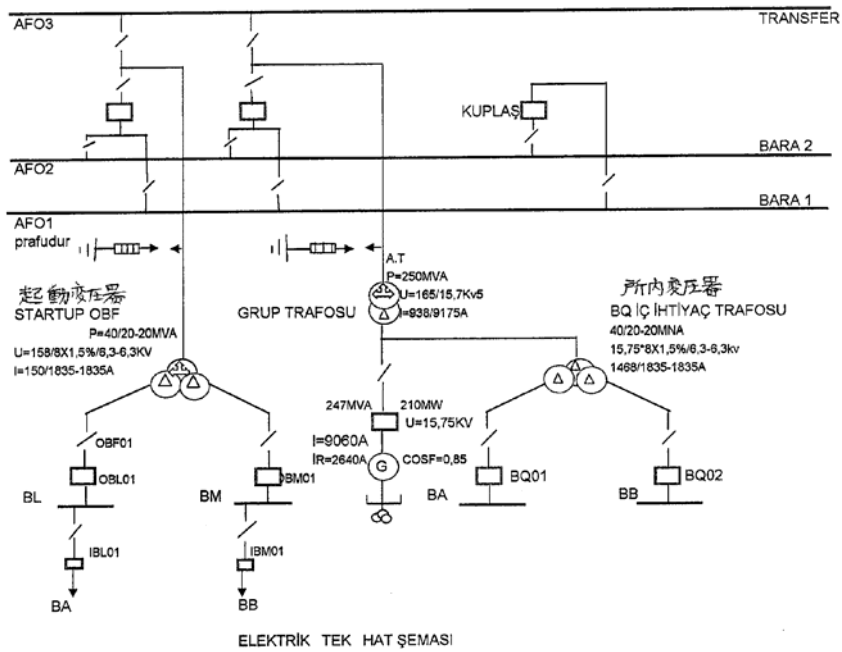 AFO3
TRANSFER
KUPLAŞ
BARA 2
AFO2
BARA 1
AFO1
prafudur
A.T
P=250MVA
U=165/15,7Kv5
I=938/9175A
GRUP TRAFOSU
起動変圧器
STARTUP OBF
P=40/20-20MVA
U=158/8X1,5%/6,3-6,3KV
I=150/1835-1835A
所内変圧器
BQ İÇ İHTİYAÇ TRAFOSU
40/20-20MNA
15,75*8X1,5%/6,3-6,3kv
1468/1835-1835A
247MVA
210MW
U=15,75KV
I=9060A
IR=2640A
G
COSF=0,85
OBF01
OBL01
BL
OBM01
BM
BQ01
BA
BQ02
BB
IBL01
IBM01
BA
BB
ELEKTRİK TEK HAT ŞEMASI